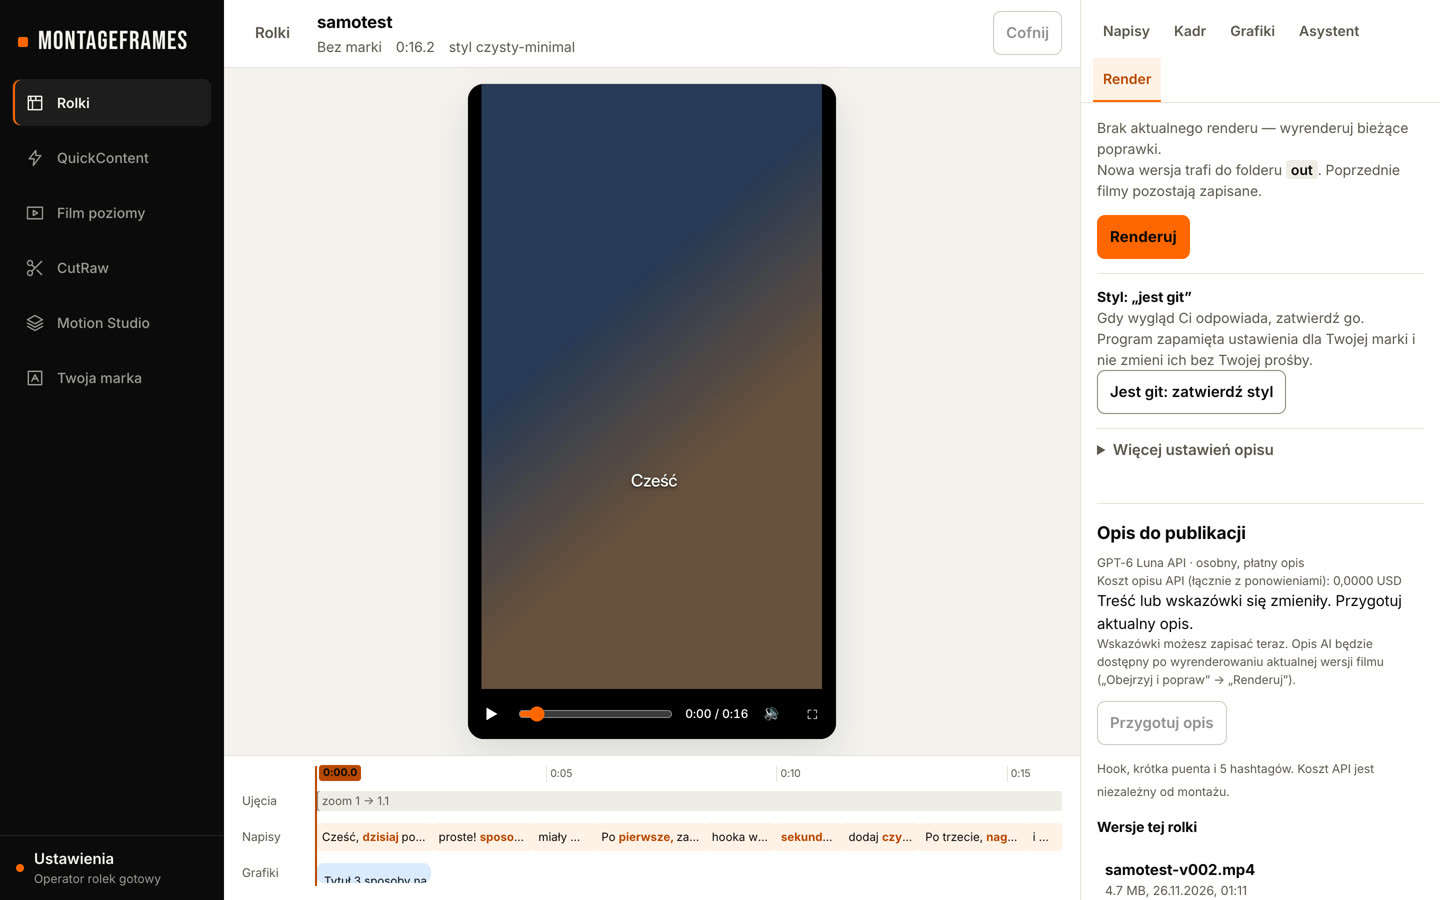 MONTAGEFRAMES
Rolki
QuickContent
Film poziomy
CutRaw
Motion Studio
Twoja marka
Ustawienia
Operator rolek gotowy
Rolki
samotest
Bez marki 0:16.2 styl czysty-minimal
Cofnij
Cześć
0:00 / 0:16
0:00.0 0:05 0:10 0:15
Ujęcia zoom 1 → 1.1
Napisy Cześć, dzisiaj po... proste! sposo... miały ... Po pierwsze, za... hooka w... sekund... dodaj czy... Po trzecie, nag... i ...
Grafiki Tytuł 3 sposoby na
Napisy Kadr Grafiki Asystent
Render
Brak aktualnego renderu — wyrenderuj bieżące
poprawki.
Nowa wersja trafi do folderu out. Poprzednie
filmy pozostają zapisane.
Renderuj
Styl: „jest git”
Gdy wygląd Ci odpowiada, zatwierdź go.
Program zapamięta ustawienia dla Twojej marki i
nie zmieni ich bez Twojej prośby.
Jest git: zatwierdź styl
Więcej ustawień opisu
Opis do publikacji
GPT-6 Luna API · osobny, płatny opis
Koszt opisu API (łącznie z ponowieniami): 0,0000 USD
Treść lub wskazówki się zmieniły. Przygotuj
aktualny opis.
Wskazówki możesz zapisać teraz. Opis AI będzie
dostępny po wyrenderowaniu aktualnej wersji filmu
(„Obejrzyj i popraw” → „Renderuj”).
Przygotuj opis
Hook, krótka puenta i 5 hashtagów. Koszt API jest
niezależny od montażu.
Wersje tej rolki
samotest-v002.mp4
4.7 MB, 26.11.2026, 01:11